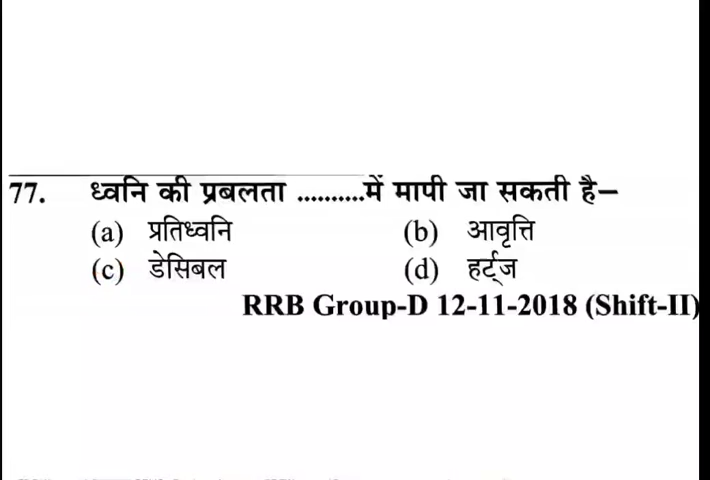 77. ध्वनि की प्रबलता ..........में मापी जा सकती है–
(a) प्रतिध्वनि (b) आवृत्ति
(c) डेसिबल (d) हर्ट्ज
RRB Group-D 12-11-2018 (Shift-II)